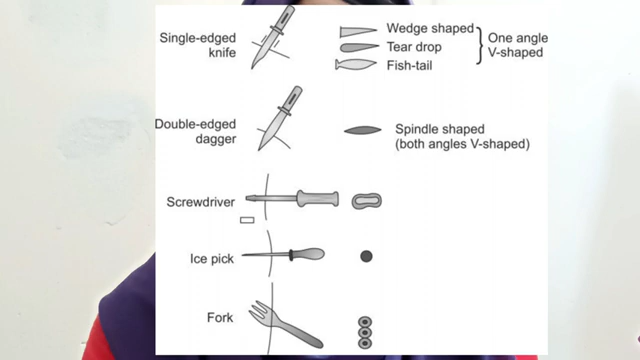 Single-edged
knife
Wedge shaped
Tear drop
Fish-tail
One angle
V-shaped
Double-edged
dagger
Spindle shaped
(both angles V-shaped)
Screwdriver
Ice pick
Fork